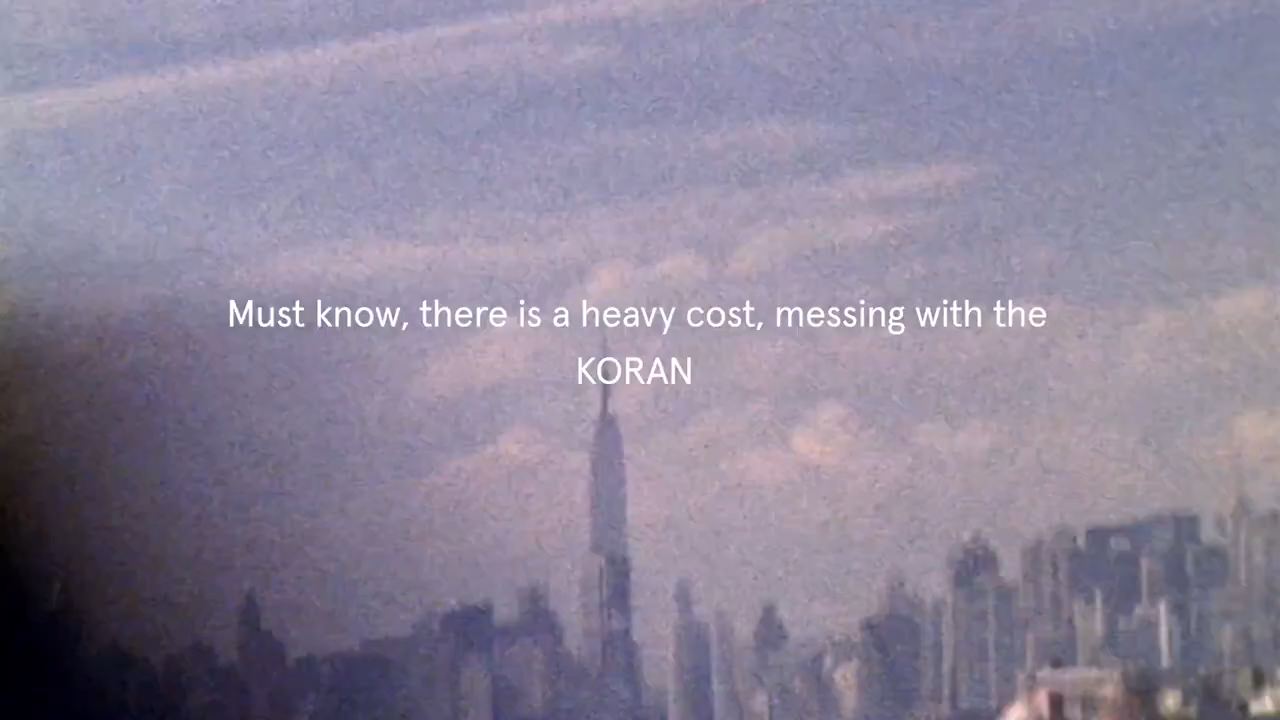 Must know, there is a heavy cost, messing with the
KORAN